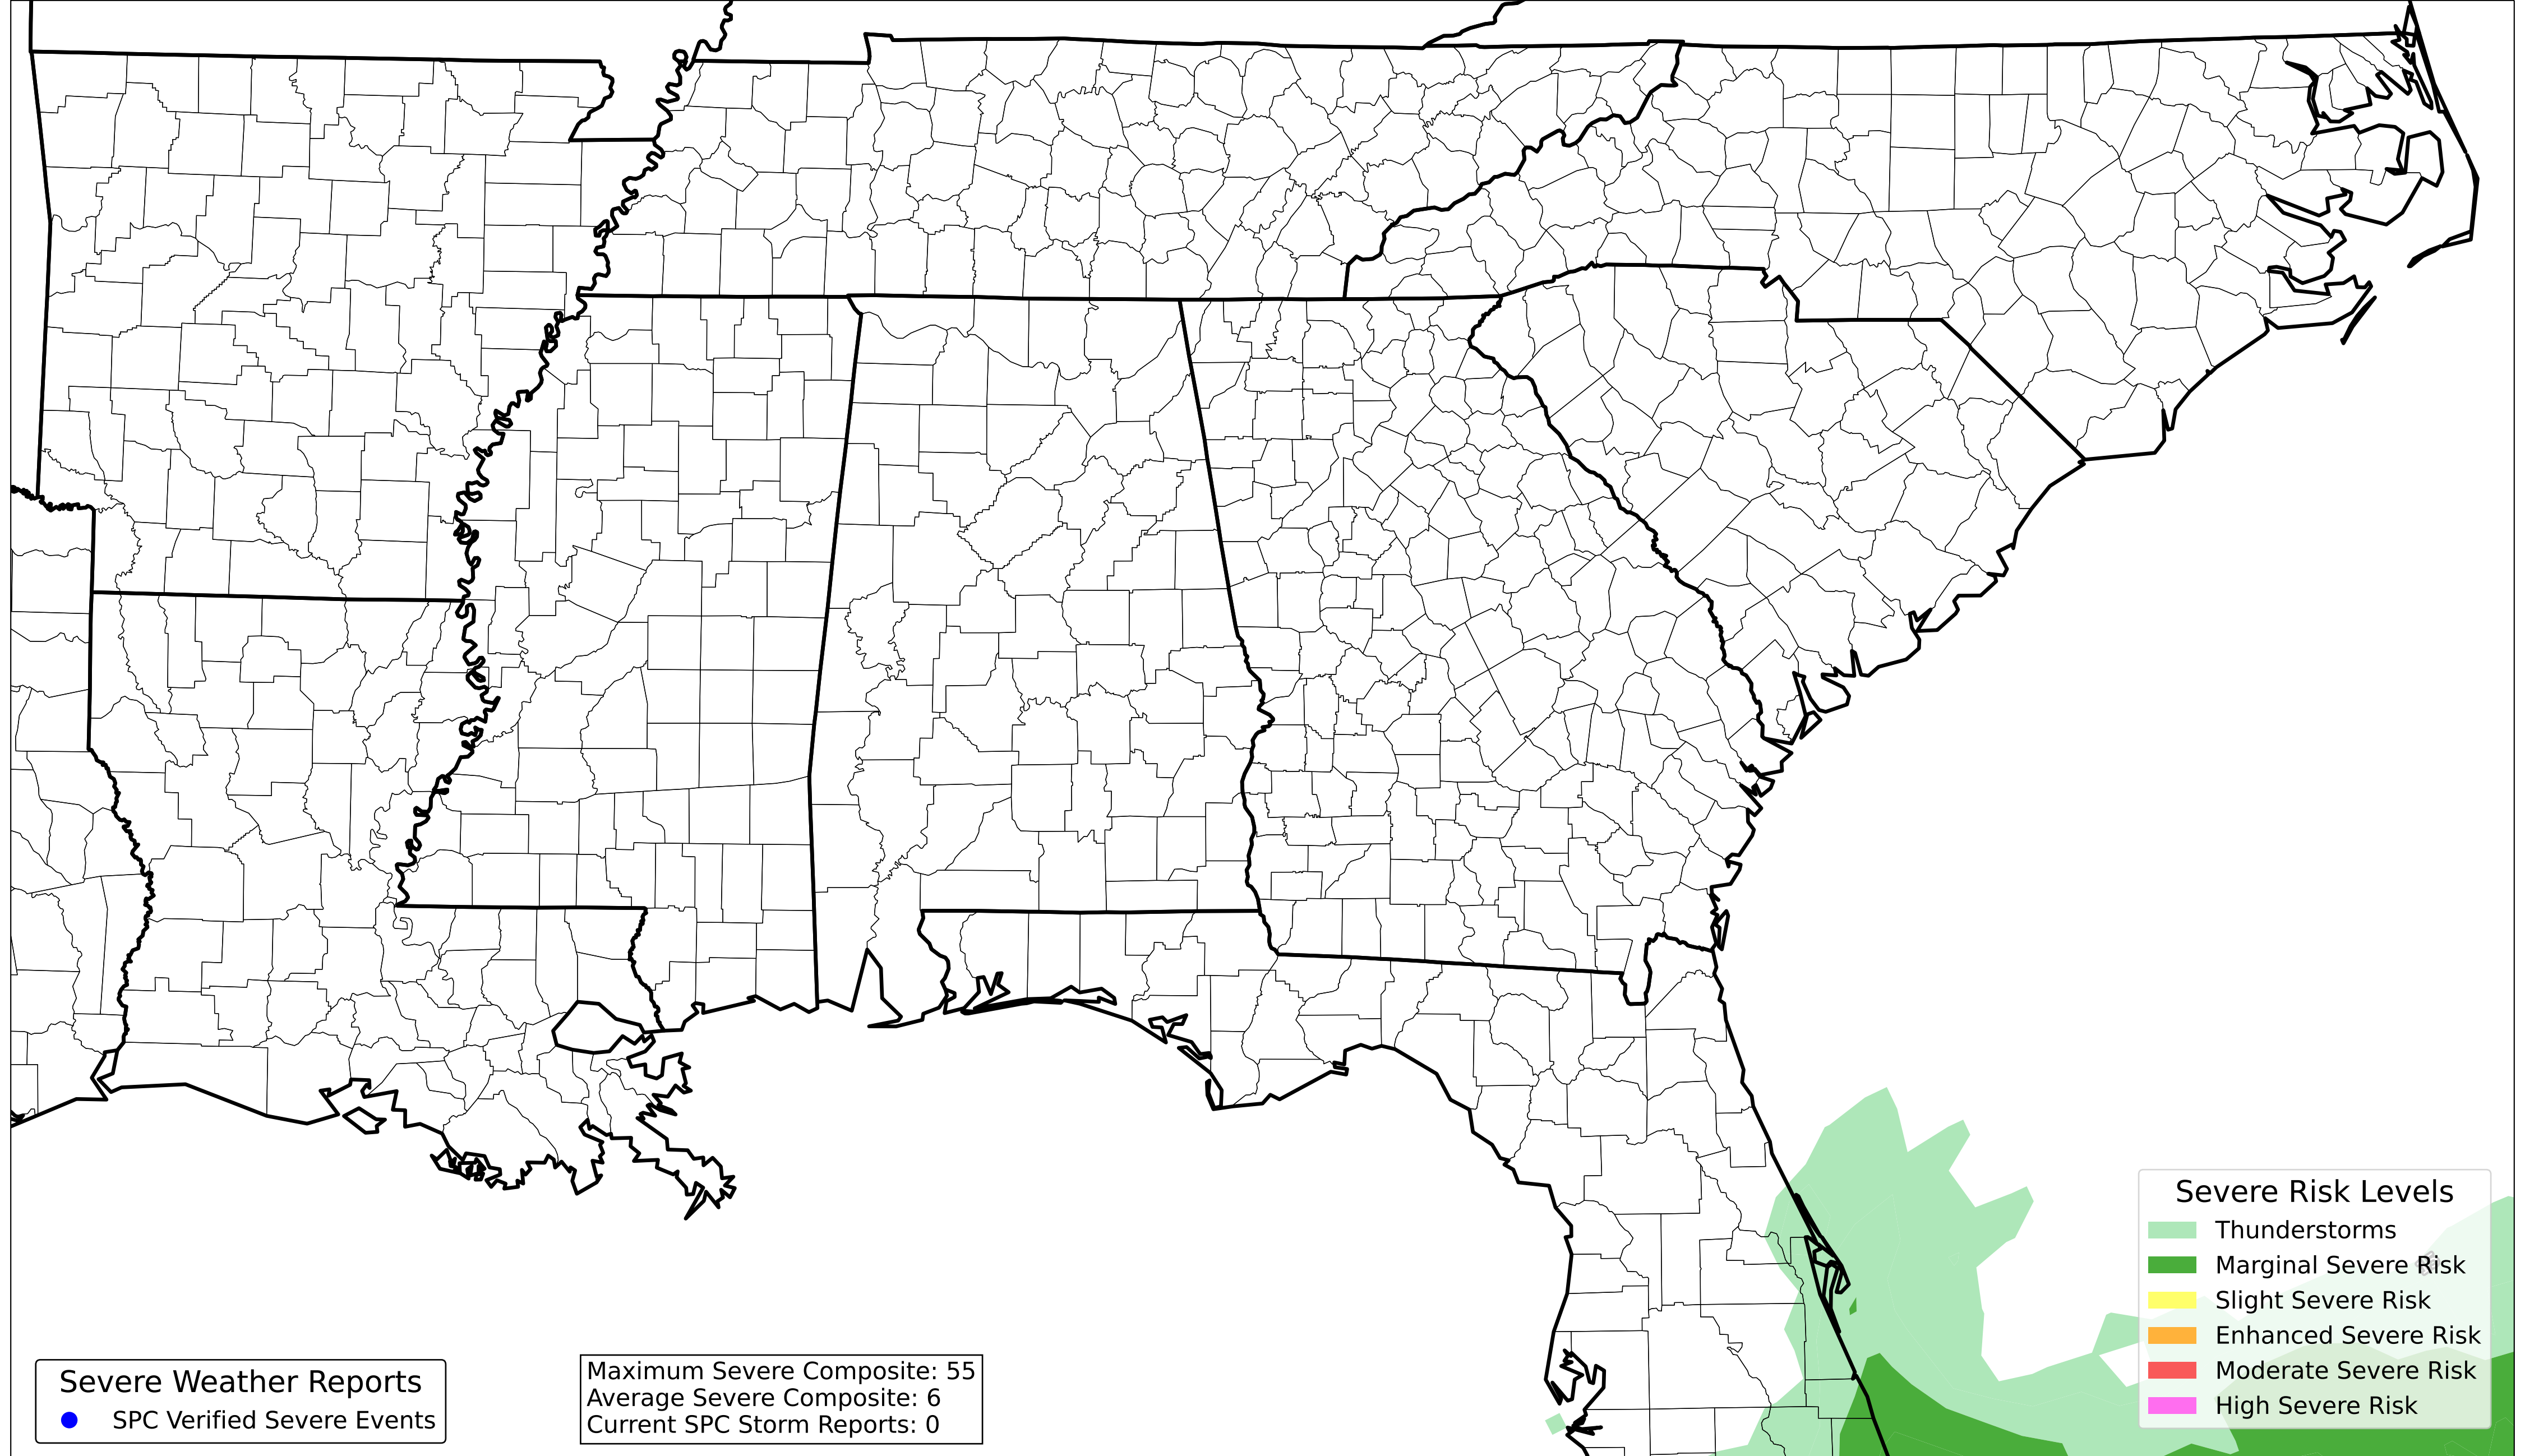 Severe Risk Levels
Thunderstorms
Marginal Severe Risk
Slight Severe Risk
Enhanced Severe Risk
Moderate Severe Risk
High Severe Risk
Severe Weather Reports
SPC Verified Severe Events
Maximum Severe Composite: 55
Average Severe Composite: 6
Current SPC Storm Reports: 0